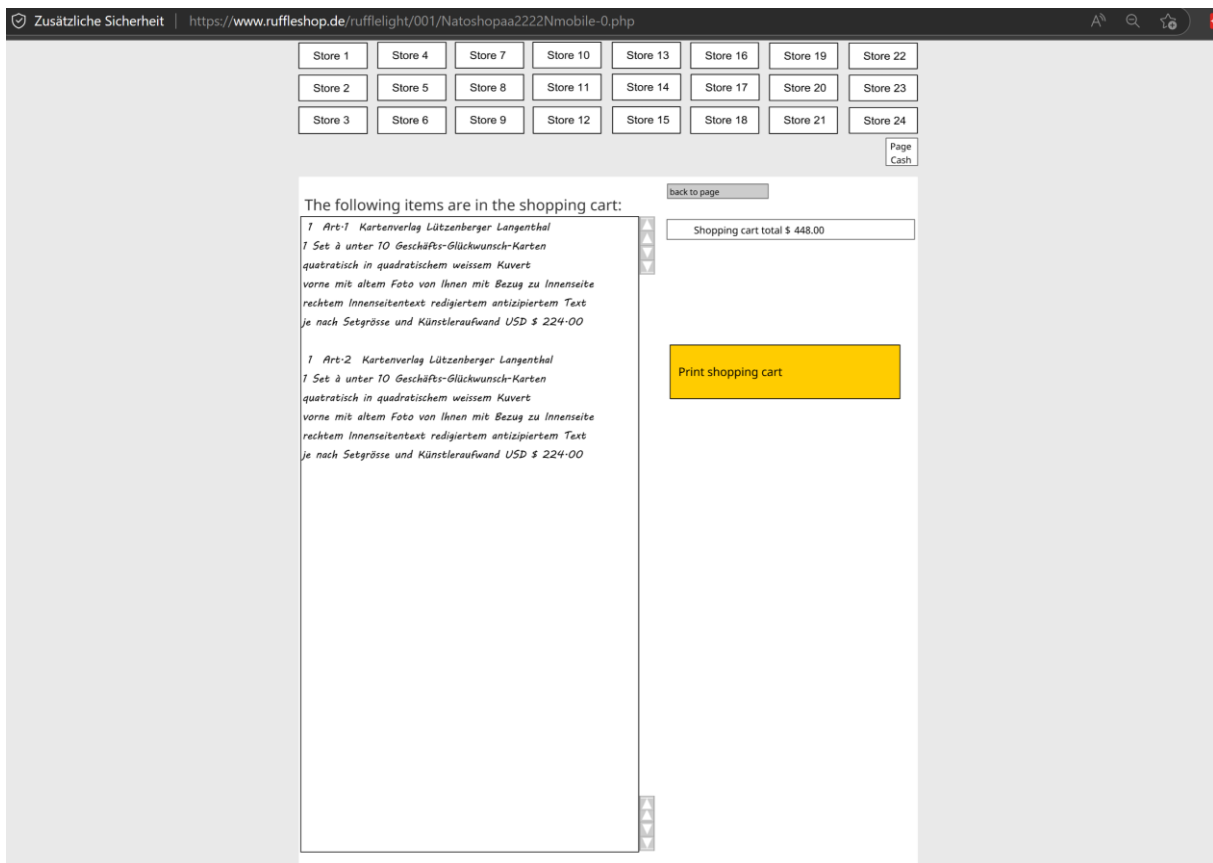 Zusätzliche Sicherheit | https://www.ruffleshop.de/rufflelight/001/Natoshopaa2222Nmobile-0.php
Store 1 Store 4 Store 7 Store 10 Store 13 Store 16 Store 19 Store 22
Store 2 Store 5 Store 8 Store 11 Store 14 Store 17 Store 20 Store 23
Store 3 Store 6 Store 9 Store 12 Store 15 Store 18 Store 21 Store 24
Page
Cash
back to page
The following items are in the shopping cart:
Shopping cart total $ 448.00
1 Art-1 Kartenverlag Lützenberger Langenthal
1 Set à unter 10 Geschäfts-Glückwunsch-Karten
quatratisch in quadratischem weissem Kuvert
vorne mit altem Foto von Ihnen mit Bezug zu Innenseite
rechtem Innenseitentext redigiertem antizipiertem Text
je nach Setgrösse und Künstleraufwand USD $ 224.00
1 Art-2 Kartenverlag Lützenberger Langenthal
1 Set à unter 10 Geschäfts-Glückwunsch-Karten
quatratisch in quadratischem weissem Kuvert
vorne mit altem Foto von Ihnen mit Bezug zu Innenseite
rechtem Innenseitentext redigiertem antizipiertem Text
je nach Setgrösse und Künstleraufwand USD $ 224.00
Print shopping cart